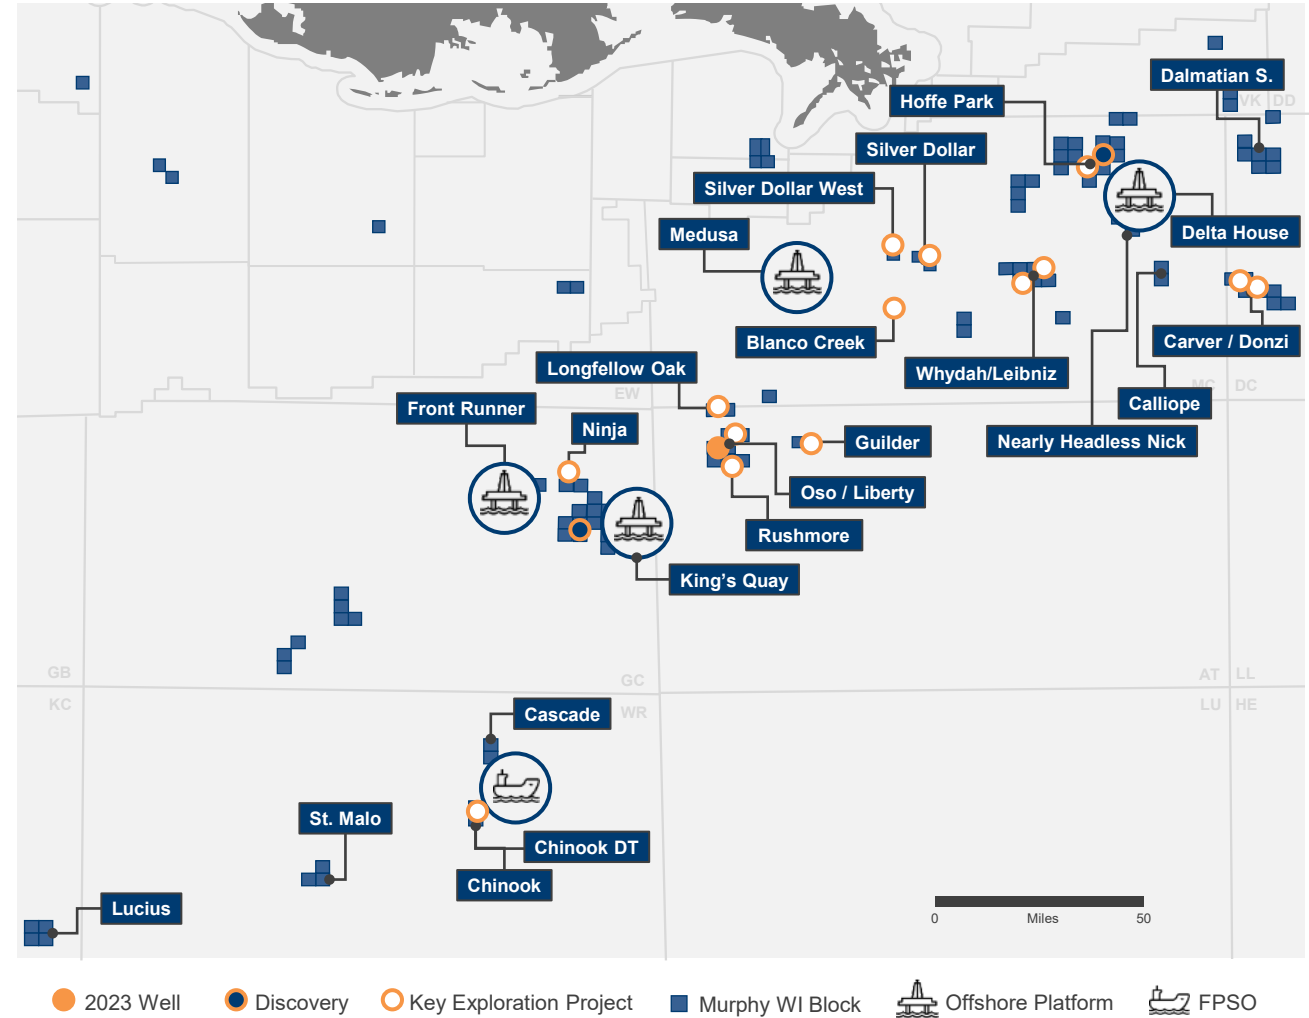 Dalmatian S.
Hoffe Park
VK
DD
Silver Dollar
Silver Dollar West
Medusa
Delta House
Blanco Creek
Carver / Donzi
Longfellow Oak
Whydah/Leibniz
MC
DC
EW
Calliope
Front Runner
Ninja
Guilder
Nearly Headless Nick
Oso / Liberty
Rushmore
King's Quay
GB
GC
AT
LL
KC
WR
LU
HE
Cascade
St. Malo
Chinook DT
Chinook
Lucius
0
Miles
50
2023 Well
Discovery
Key Exploration Project
Murphy WI Block
Offshore Platform
FPSO